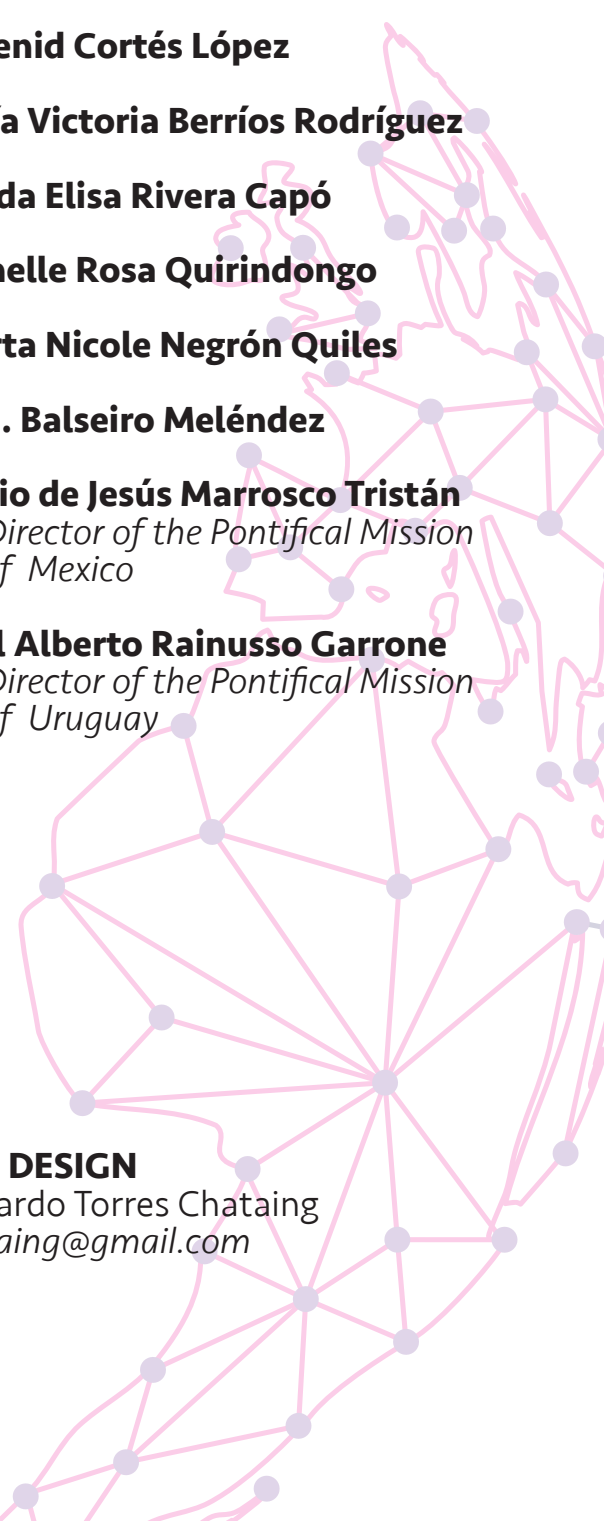 enid Cortés López
ía Victoria Berríos Rodríguez
da Elisa Rivera Capó
nelle Rosa Quirindongo
rta Nicole Negrón Quiles
. Balseiro Meléndez
io de Jesús Marrosco Tristán
Director of the Pontifical Mission
f Mexico
l Alberto Rainusso Garrone
Director of the Pontifical Mission
f Uruguay
DESIGN
ardo Torres Chataing
aing@gmail.com